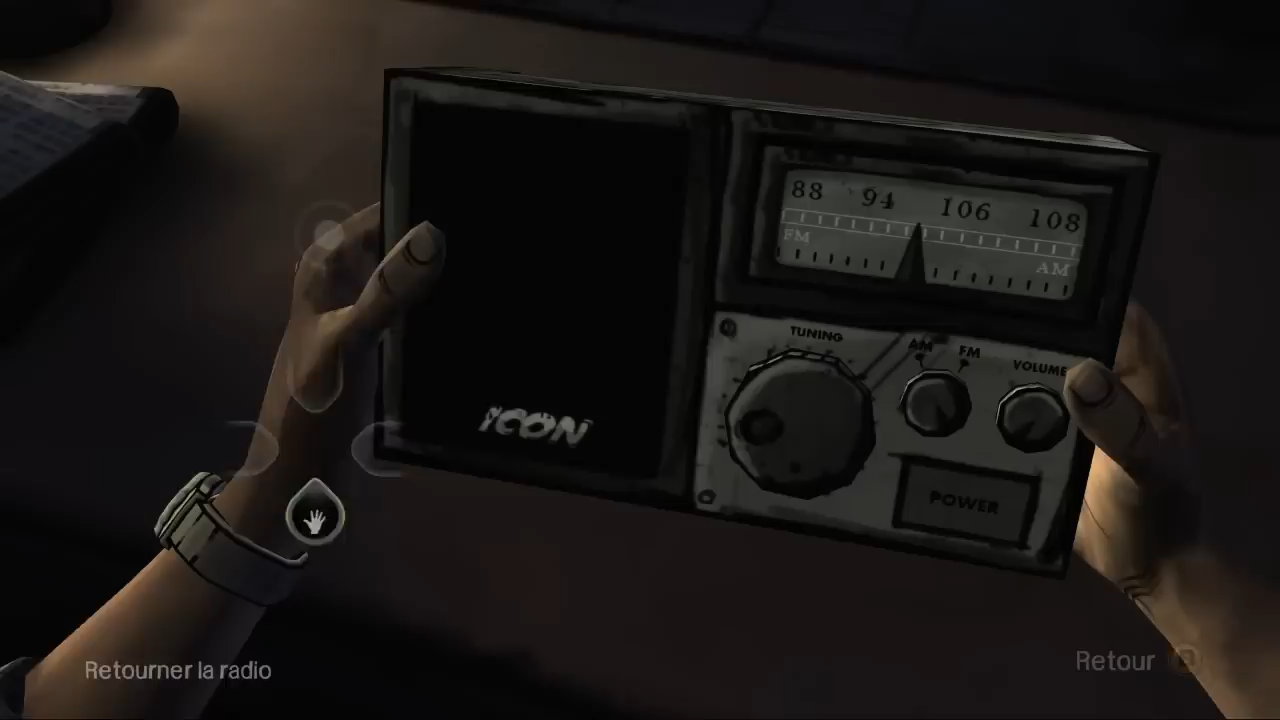 88 94 106 108
FM
AM
TUNING
AM FM
VOLUME
ICON
POWER
Retourner la radio
Retour